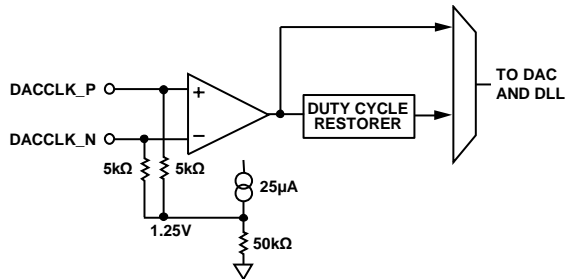 DACCLK_P
+
DACCLK_N
−
DUTY CYCLE
RESTORER
TO DAC
AND DLL
5kΩ
5kΩ
25µA
1.25V
50kΩ